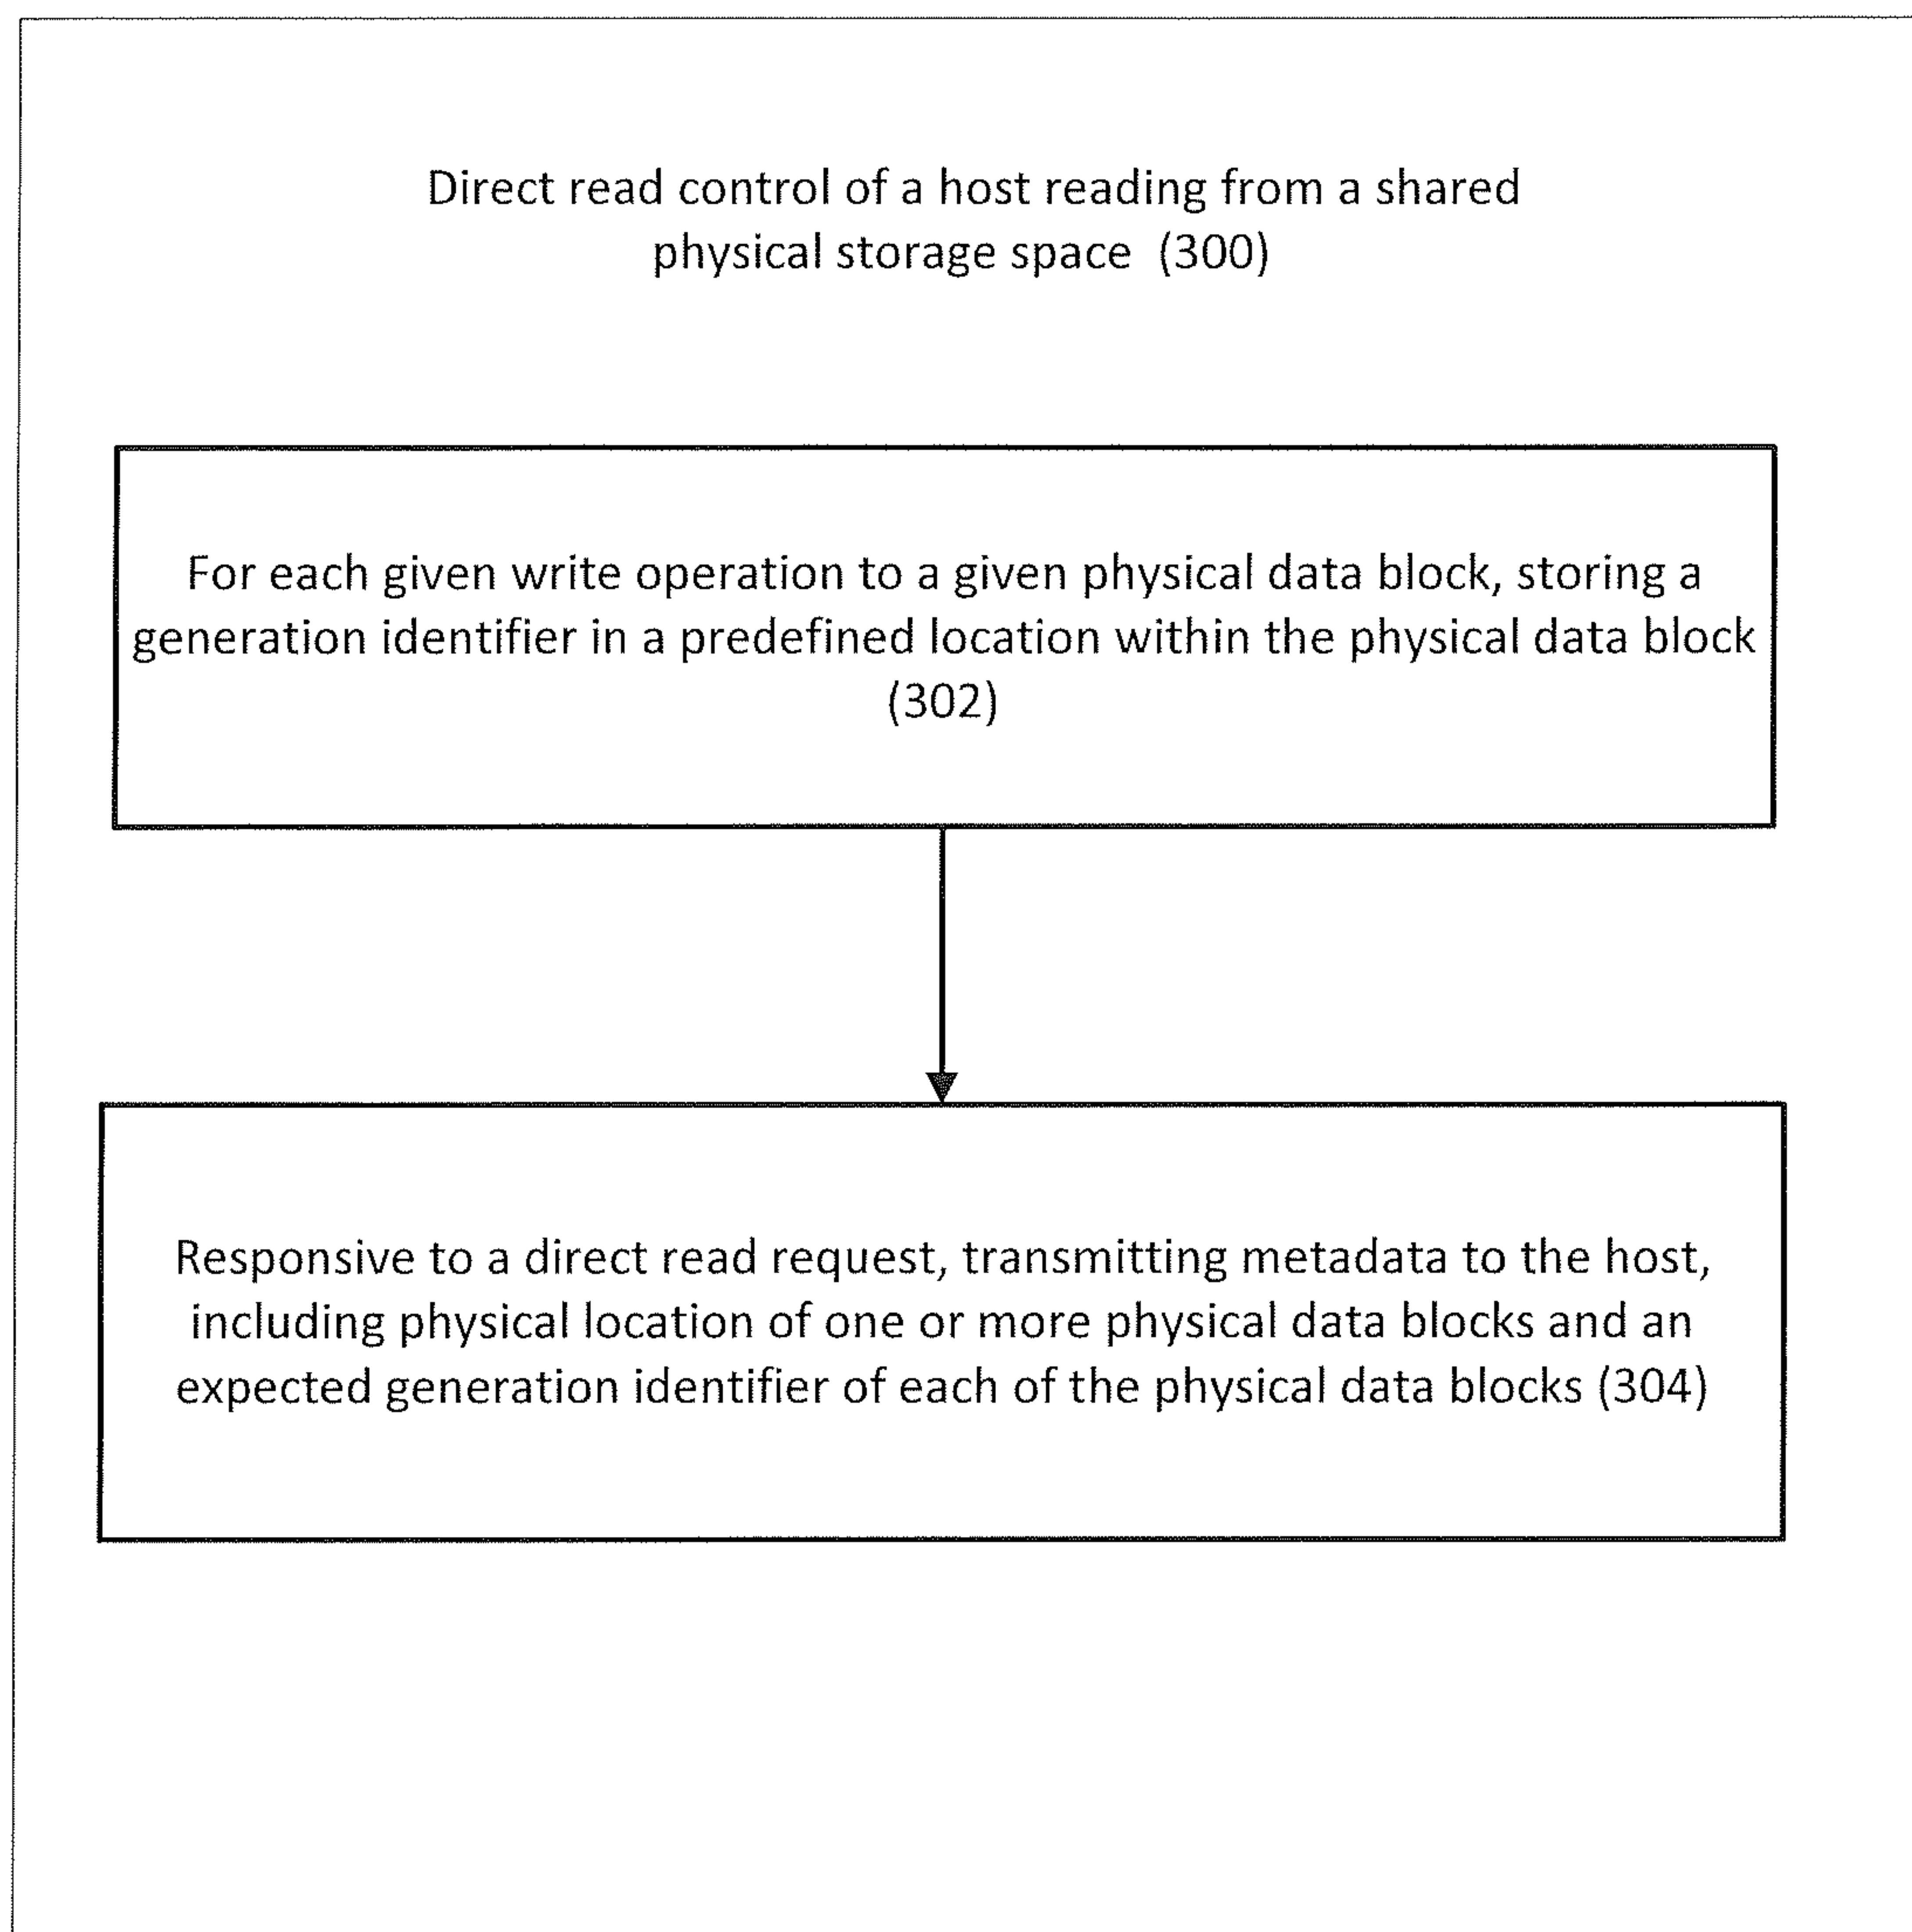 Direct read control of a host reading from a shared
physical storage space (300)
For each given write operation to a given physical data block, storing a
generation identifier in a predefined location within the physical data block
(302)
Responsive to a direct read request, transmitting metadata to the host,
including physical location of one or more physical data blocks and an
expected generation identifier of each of the physical data blocks (304)